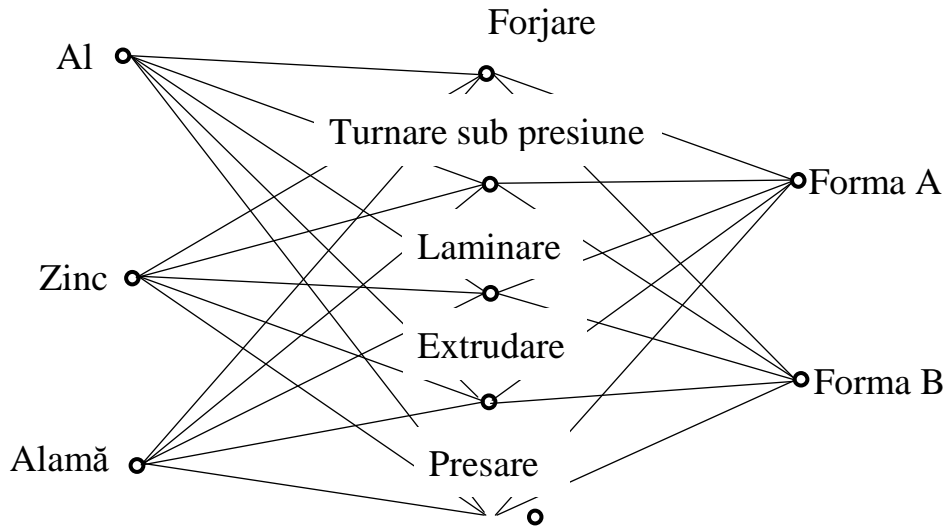 Forjare
Al
Turnare sub presiune
Forma A
Laminare
Zinc
Extrudare
Forma B
Alamă
Presare